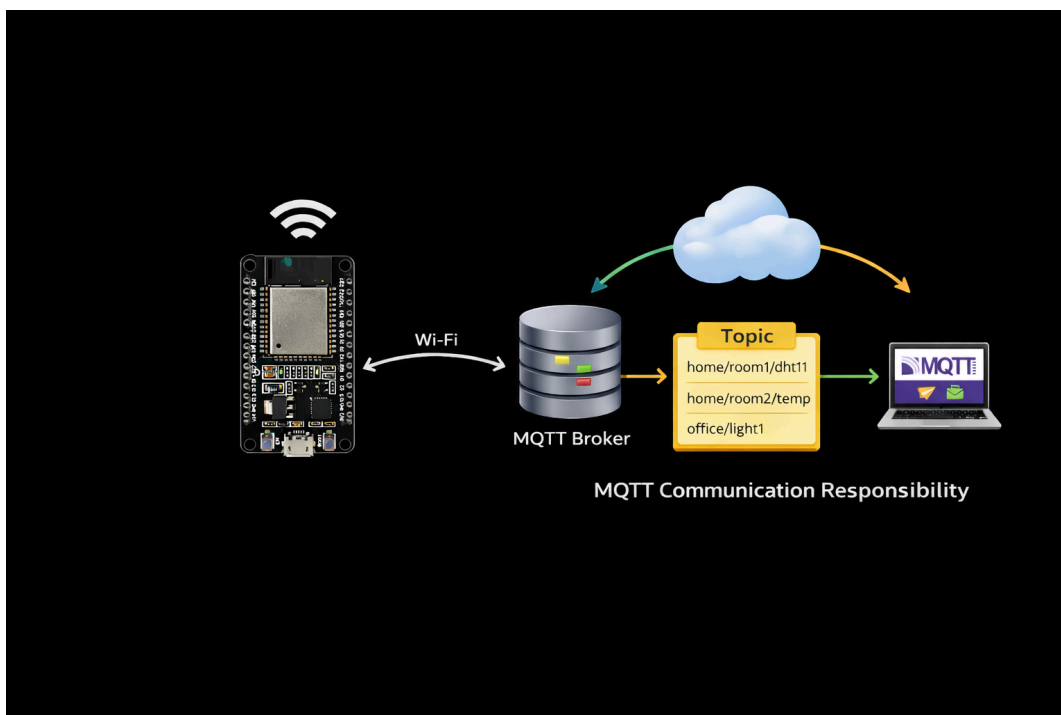 Wi-Fi
MQTT Broker
Topic
home/room1/dht11
home/room2/temp
office/light1
MQTT
MQTT Communication Responsibility